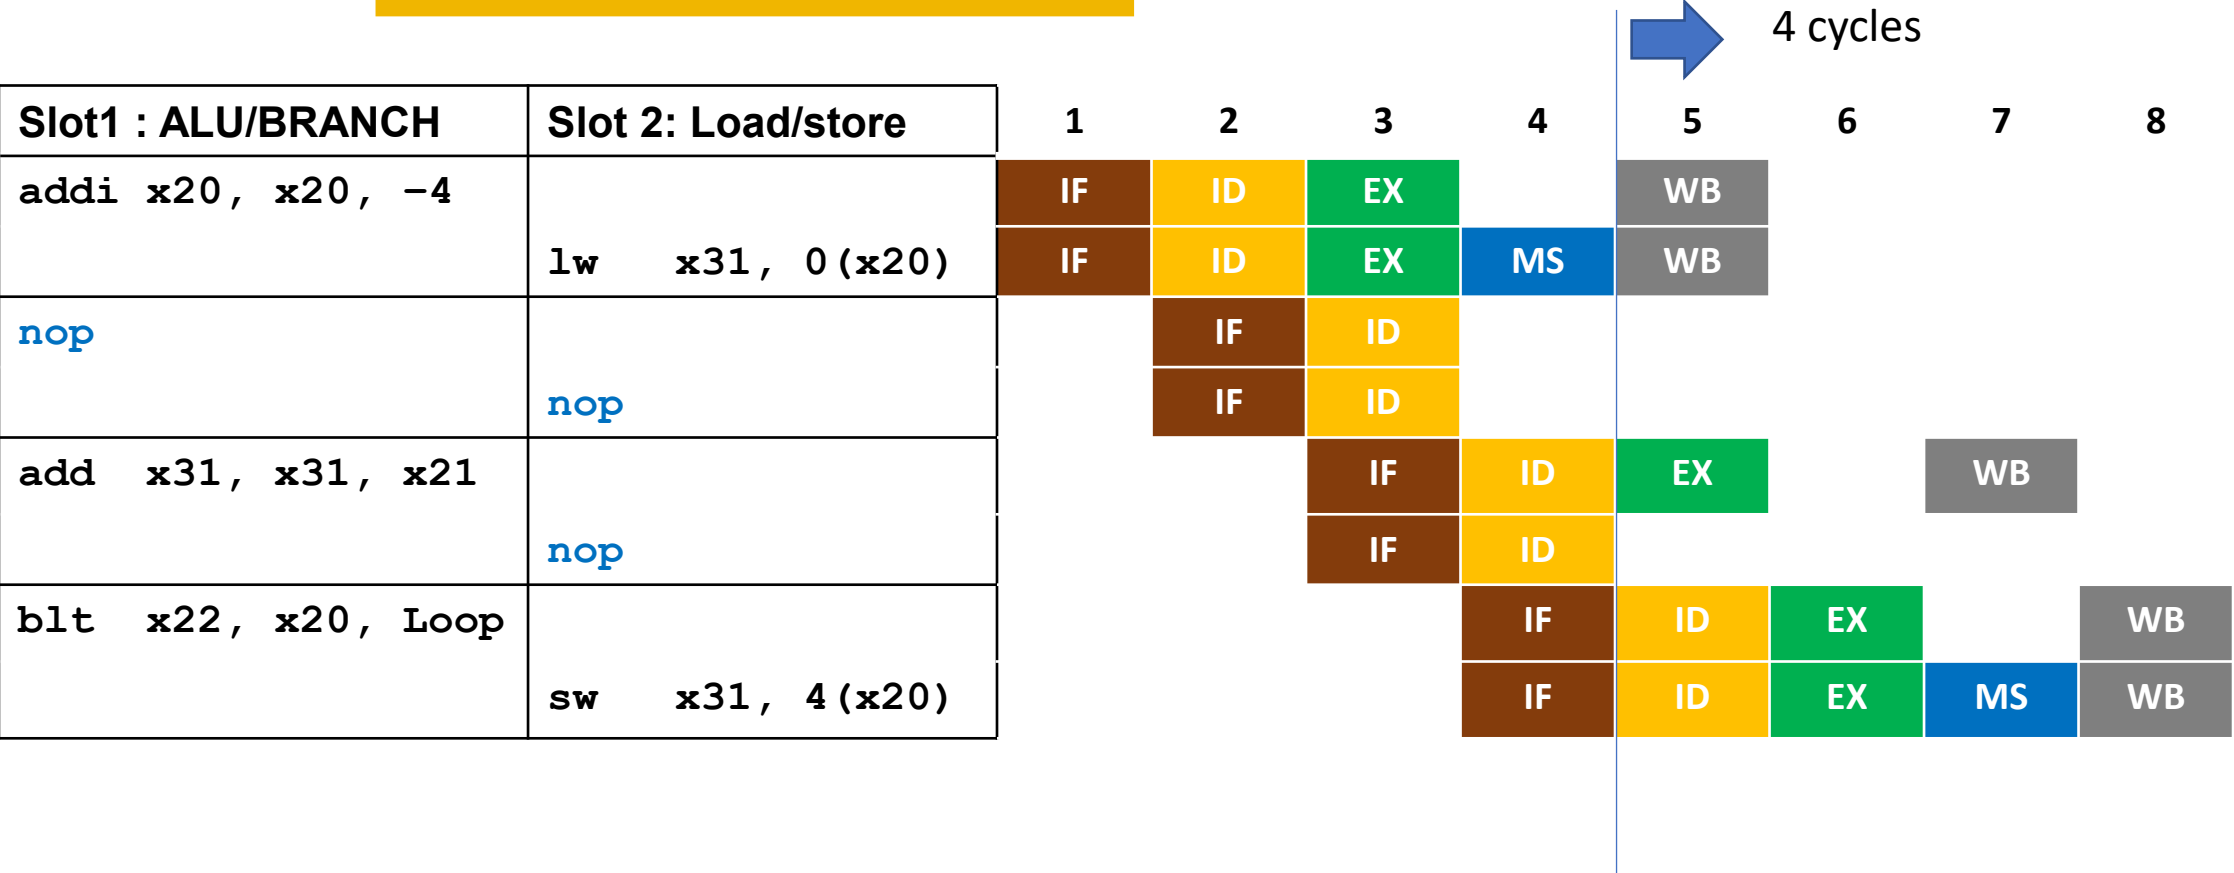 4 cycles
Slot1 : ALU/BRANCH Slot 2: Load/store 1 2 3 4 5 6 7 8
addi x20, x20, −4 IF ID EX WB
lw x31, 0(x20) IF ID EX MS WB
nop IF ID
nop IF ID
add x31, x31, x21 IF ID EX WB
nop IF ID
blt x22, x20, Loop IF ID EX WB
sw x31, 4(x20) IF ID EX MS WB